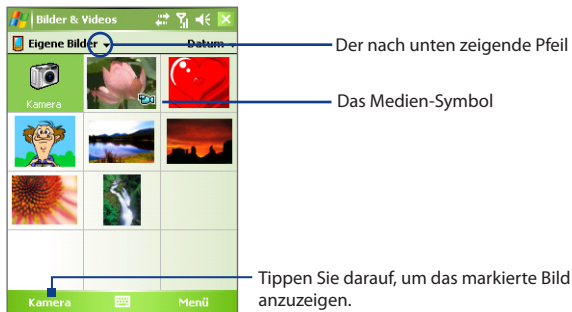 Bilder & Videos
Eigene Bilder
Datum
Der nach unten zeigende Pfeil
Kamera
Das Medien-Symbol
Tippen Sie darauf, um das markierte Bild
anzuzeigen.
Kamera
Menü